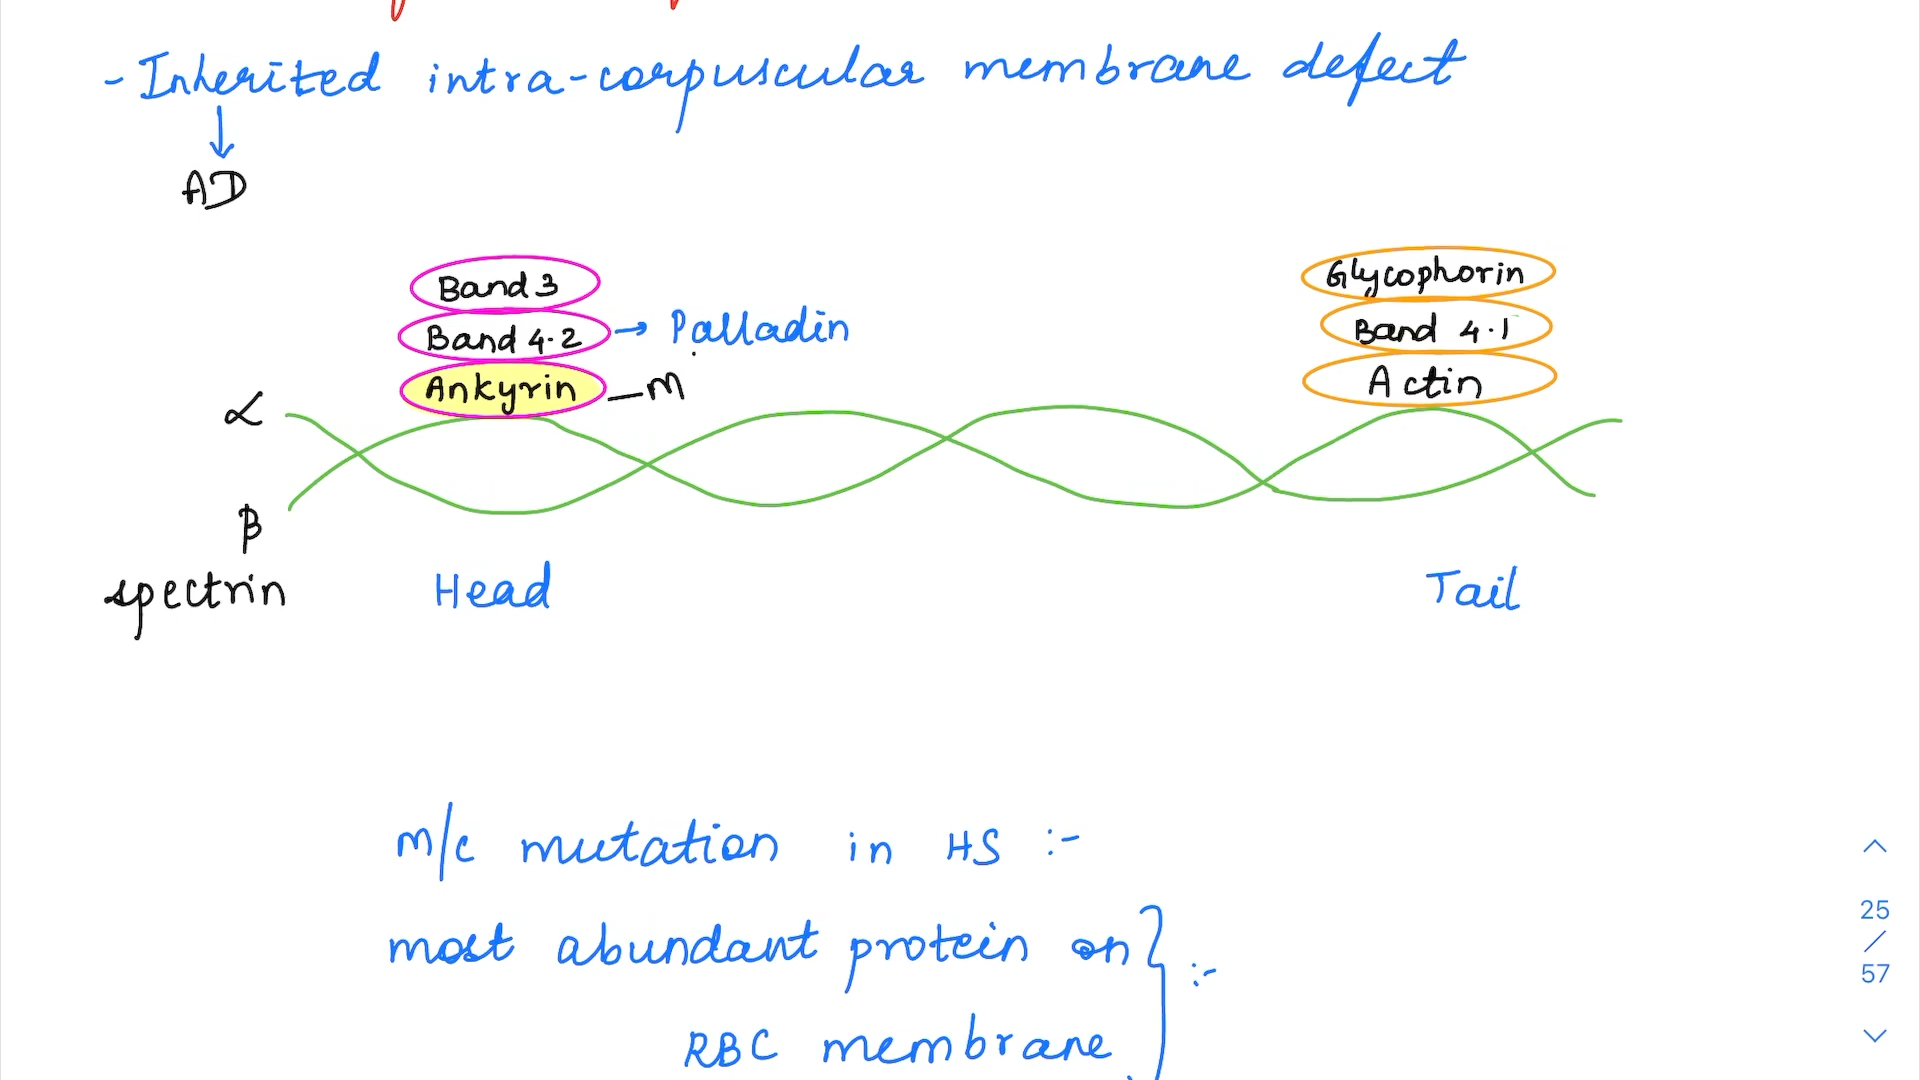 - Inherited intra-corpuscular membrane defect
↓
AD
Band 3
Glycophorin
Band 4.2 → Palladin
Band 4.1
Ankyrin - m
Actin
α
β
spectrin
Head
Tail
m/c mutation in HS :-
most abundant protein on } :-
RBC membrane
25
/
57